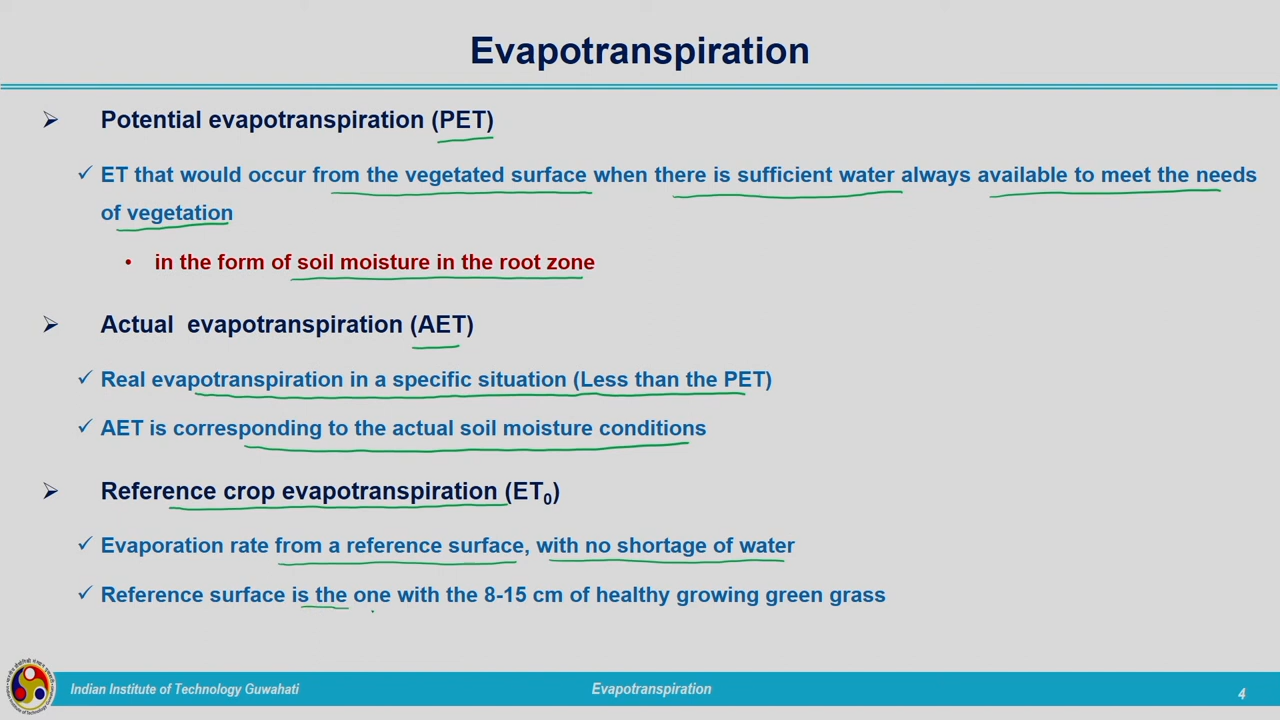 Evapotranspiration
➢ Potential evapotranspiration (PET)
✓ ET that would occur from the vegetated surface when there is sufficient water always available to meet the needs
of vegetation
• in the form of soil moisture in the root zone
➢ Actual evapotranspiration (AET)
✓ Real evapotranspiration in a specific situation (Less than the PET)
✓ AET is corresponding to the actual soil moisture conditions
➢ Reference crop evapotranspiration (ET₀)
✓ Evaporation rate from a reference surface, with no shortage of water
✓ Reference surface is the one with the 8-15 cm of healthy growing green grass
Indian Institute of Technology Guwahati Evapotranspiration 4